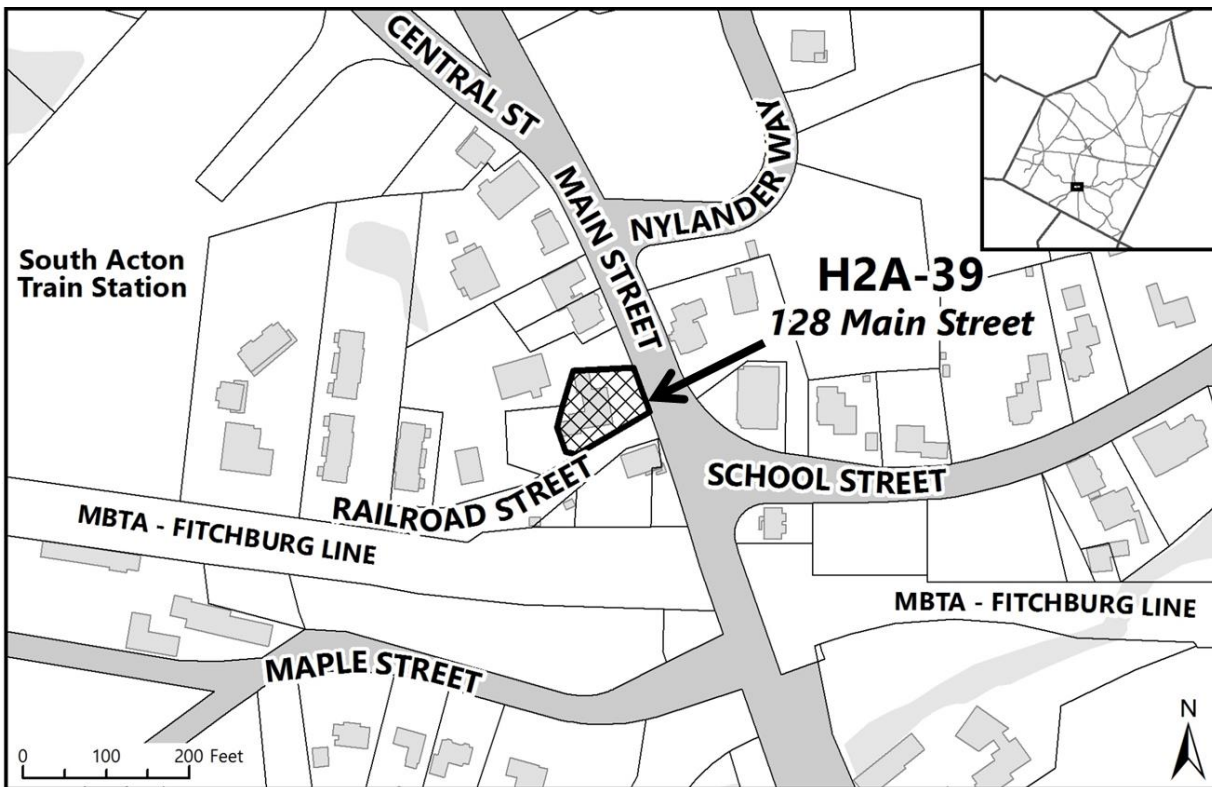 CENTRAL ST
MAIN STREET
NYLANDER WAY
South Acton
Train Station
H2A-39
128 Main Street
SCHOOL STREET
RAILROAD STREET
MBTA - FITCHBURG LINE
MBTA - FITCHBURG LINE
MAPLE STREET
N
0 100 200 Feet